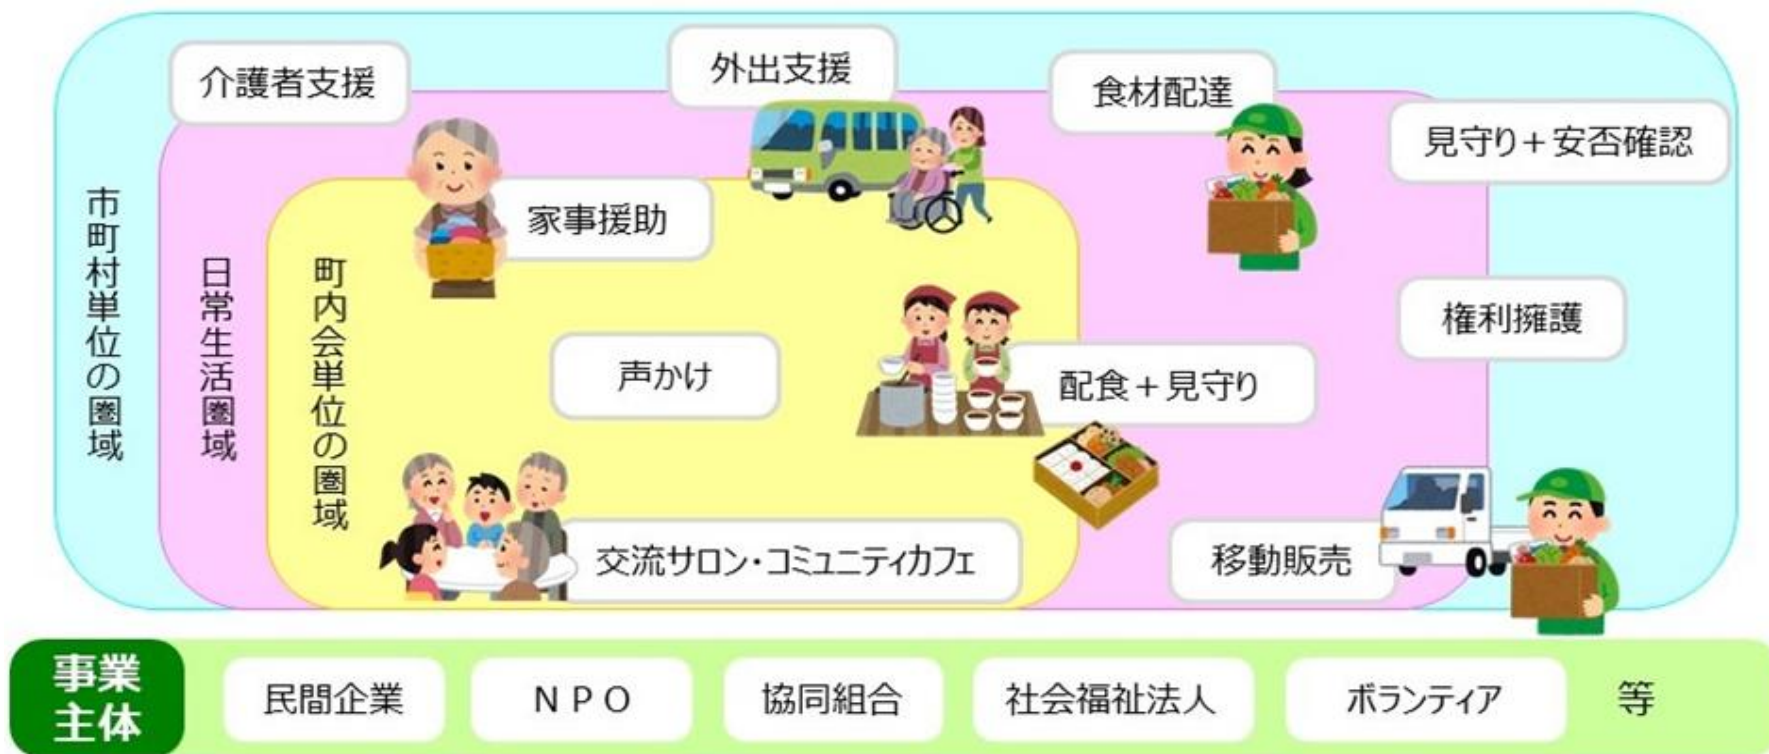 介護者支援
外出支援
食材配達
見守り＋安否確認
市町村単位の圏域
日常生活圏域
町内会単位の圏域
家事援助
権利擁護
声かけ
配食＋見守り
交流サロン・コミュニティカフェ
移動販売
事業
主体
民間企業
ＮＰＯ
協同組合
社会福祉法人
ボランティア
等